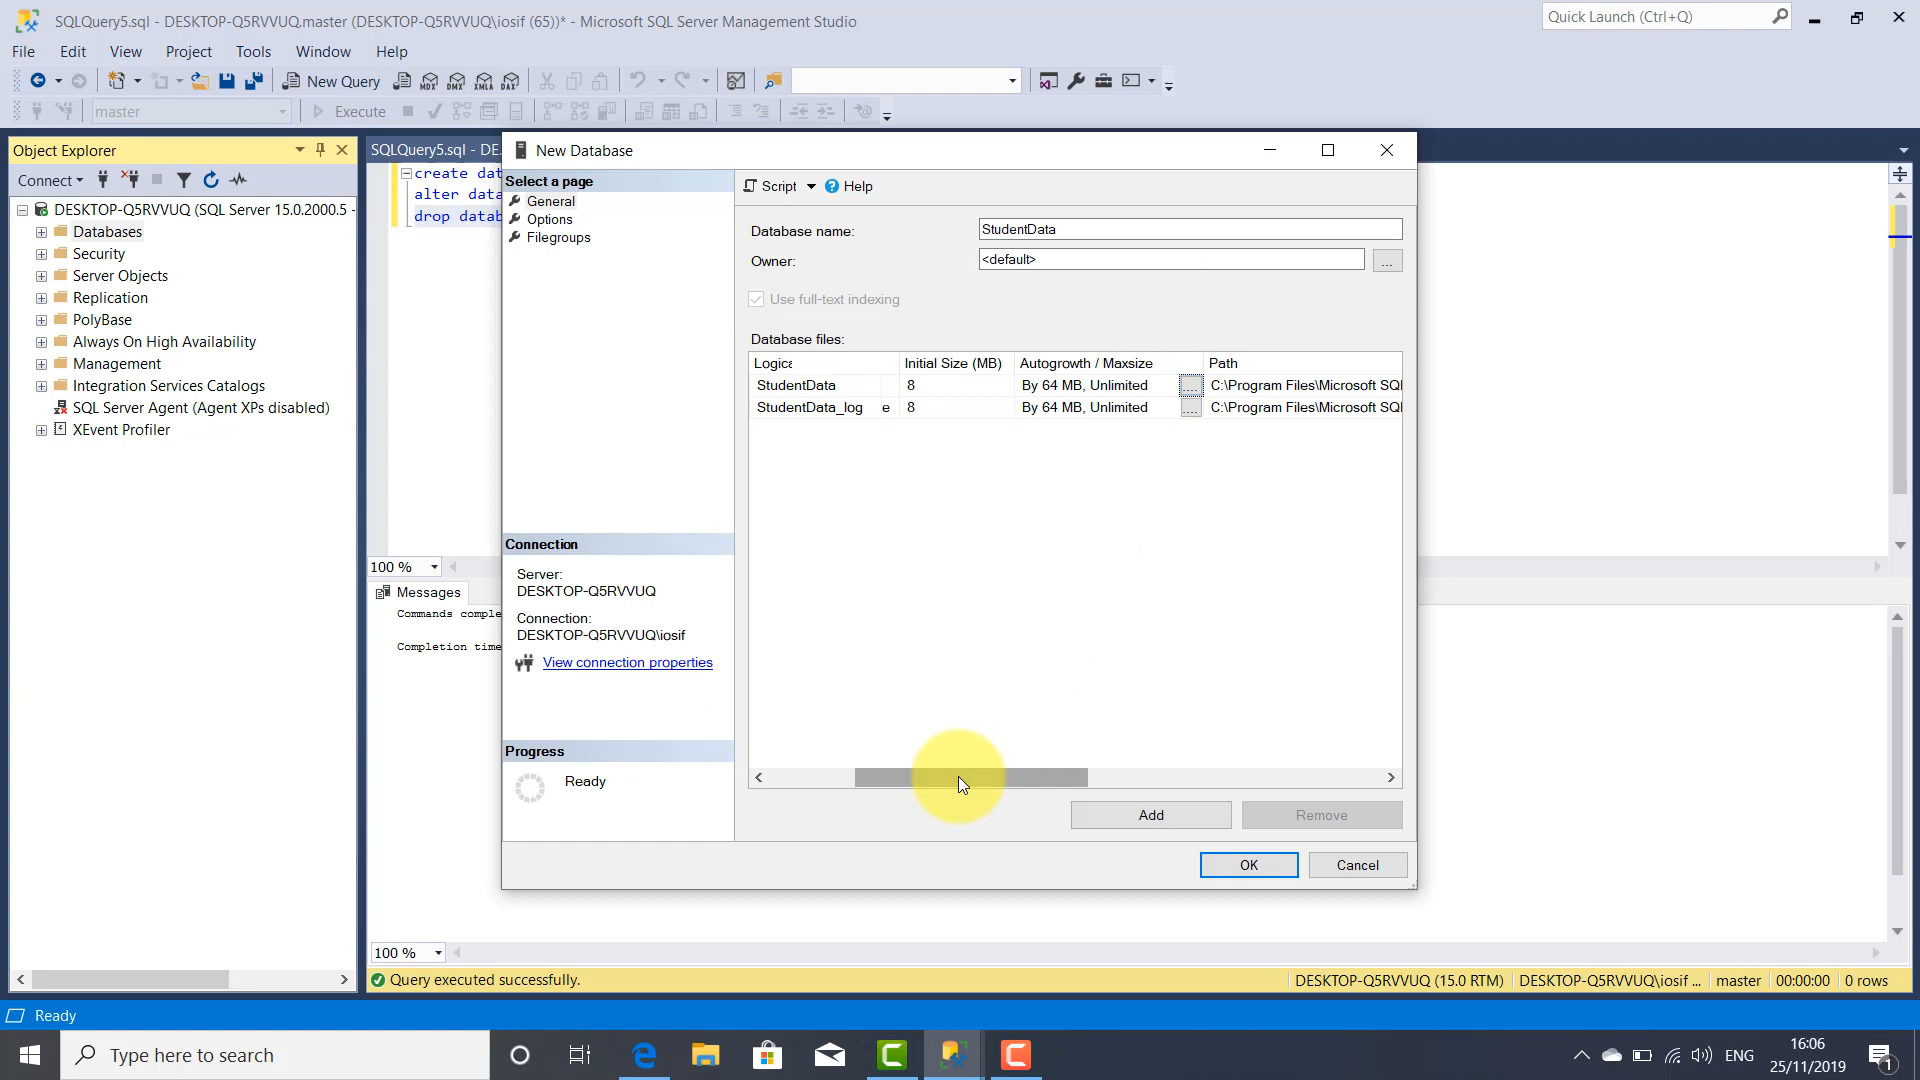 SQLQuery5.sql - DESKTOP-Q5RVVUQ.master (DESKTOP-Q5RVVUQ\iosif (65))* - Microsoft SQL Server Management Studio
Quick Launch (Ctrl+Q)
File Edit View Project Tools Window Help
New Query MDX DMX XMLA DAX
master Execute
Object Explorer
SQLQuery5.sql - DE
Connect
DESKTOP-Q5RVVUQ (SQL Server 15.0.2000.5 -
Databases
Security
Server Objects
Replication
PolyBase
Always On High Availability
Management
Integration Services Catalogs
SQL Server Agent (Agent XPs disabled)
XEvent Profiler
create dat
alter data
drop datab
100 %
Messages
Commands comple
Completion time
100 %
New Database
Select a page
General
Options
Filegroups
Script Help
Database name: StudentData
Owner: <default> ...
Use full-text indexing
Database files:
Logica Initial Size (MB) Autogrowth / Maxsize Path
StudentData 8 By 64 MB, Unlimited ... C:\Program Files\Microsoft SQL
StudentData_log e 8 By 64 MB, Unlimited ... C:\Program Files\Microsoft SQL
Connection
Server:
DESKTOP-Q5RVVUQ
Connection:
DESKTOP-Q5RVVUQ\iosif
View connection properties
Progress
Ready
Add Remove
OK Cancel
Query executed successfully. DESKTOP-Q5RVVUQ (15.0 RTM) DESKTOP-Q5RVVUQ\iosif ... master 00:00:00 0 rows
Ready
Type here to search
ENG
16:06
25/11/2019
1